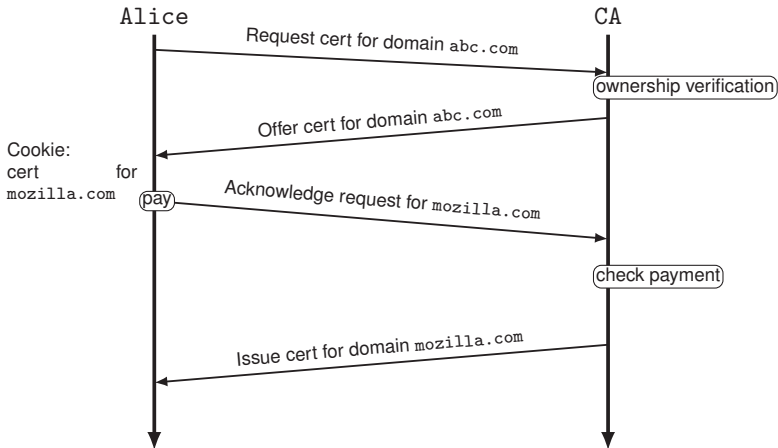 Alice
CA
Request cert for domain abc.com
ownership verification
Offer cert for domain abc.com
Cookie:
cert for
mozilla.com
pay
Acknowledge request for mozilla.com
check payment
Issue cert for domain mozilla.com